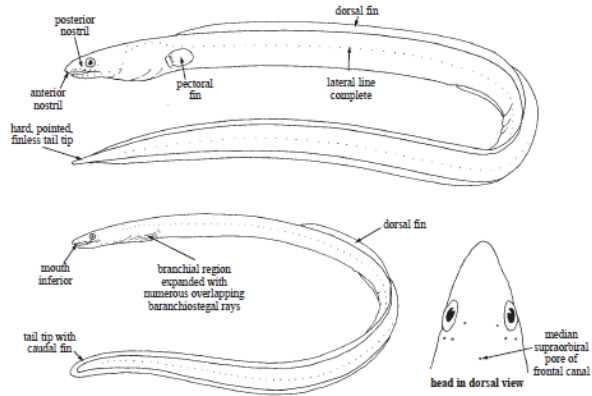 dorsal fin
posterior
nostril
anterior
nostril
pectoral
fin
lateral line
complete
hard, pointed,
finless tail tip
dorsal fin
mouth
inferior
branchial region
expanded with
numerous overlapping
baranchiostegal rays
tail tip with
caudal fin
median
supraorbiral
pore of
frontal canal
head in dorsal view